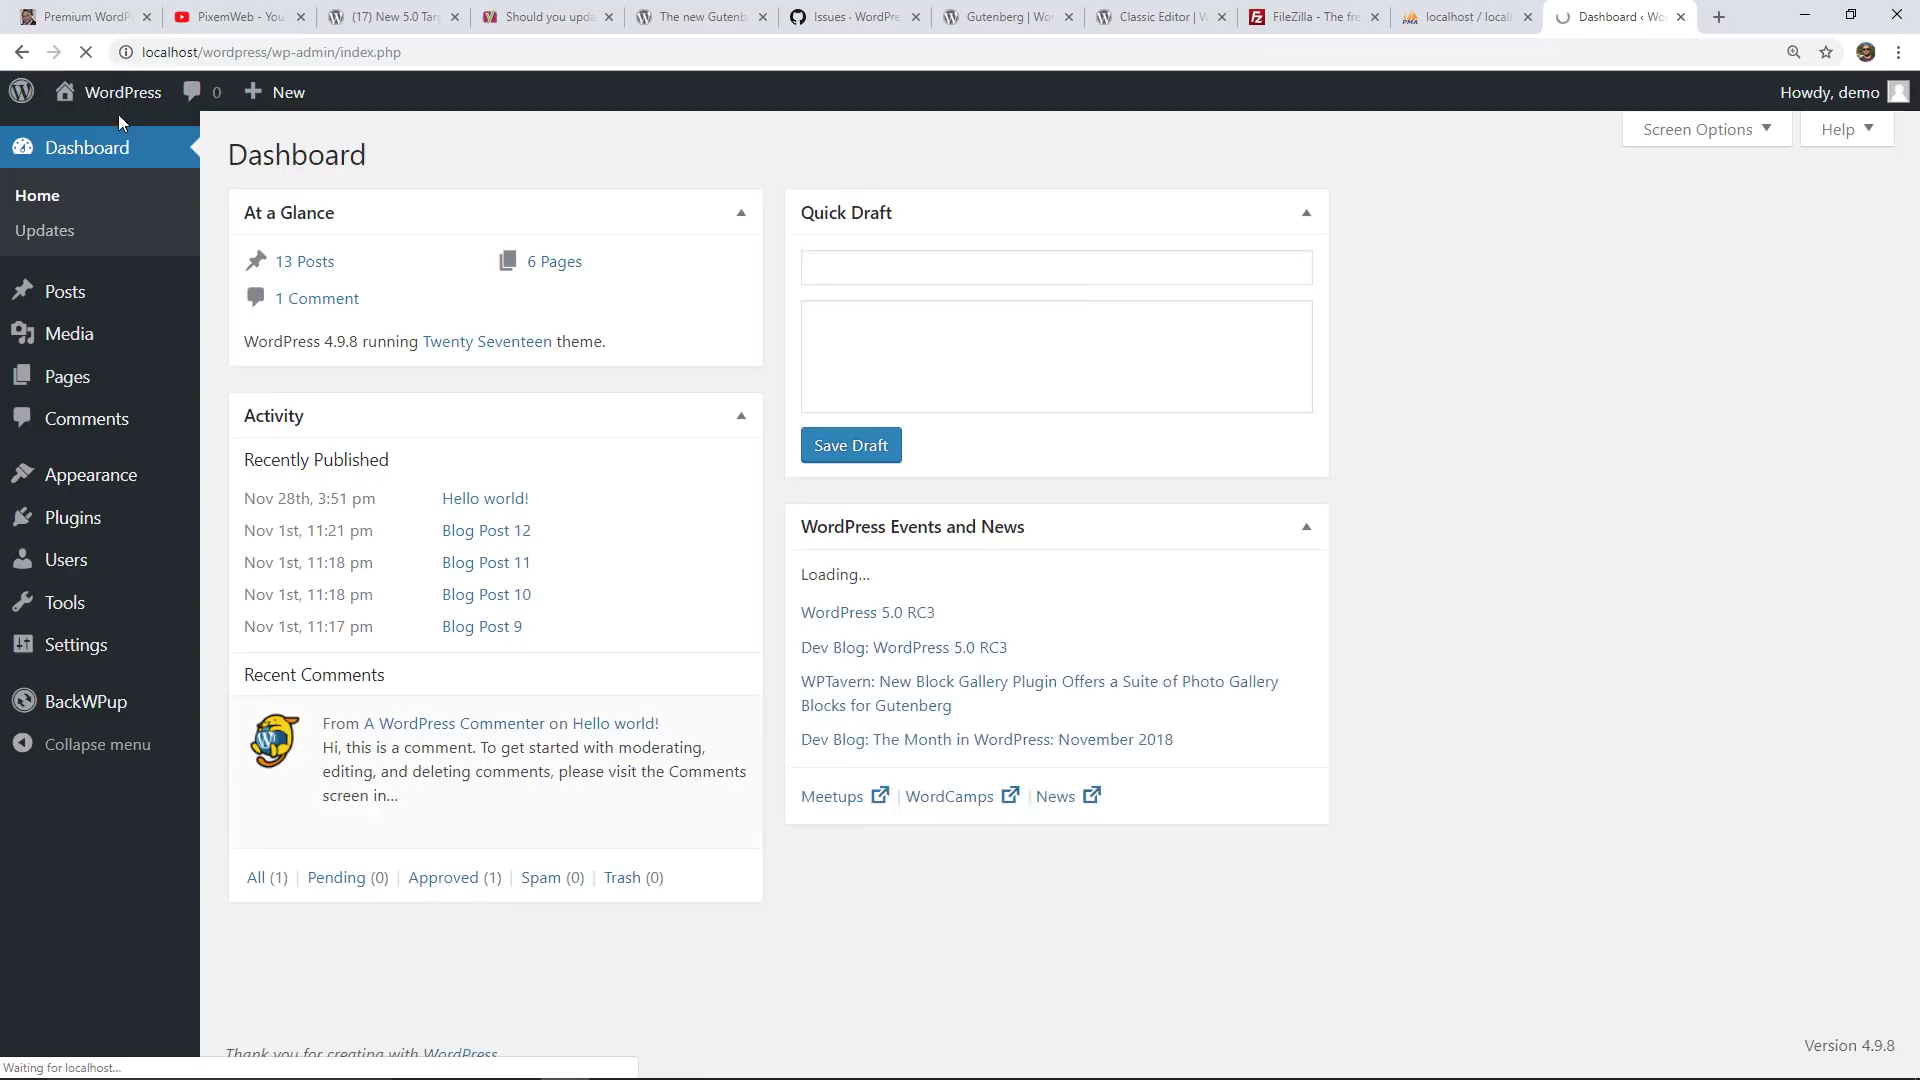 Premium WordP
PixemWeb - You
(17) New 5.0 Targ
Should you upda
The new Gutenb
Issues · WordPre
Gutenberg | Wo
Classic Editor | W
FileZilla - The fre
localhost / local
Dashboard ‹ Wo
localhost/wordpress/wp-admin/index.php
WordPress
0
New
Howdy, demo
Screen Options
Help
Dashboard
Home
Updates
Posts
Media
Pages
Comments
Appearance
Plugins
Users
Tools
Settings
BackWPup
Collapse menu
Dashboard
At a Glance
13 Posts
6 Pages
1 Comment
WordPress 4.9.8 running Twenty Seventeen theme.
Activity
Recently Published
Nov 28th, 3:51 pm Hello world!
Nov 1st, 11:21 pm Blog Post 12
Nov 1st, 11:18 pm Blog Post 11
Nov 1st, 11:18 pm Blog Post 10
Nov 1st, 11:17 pm Blog Post 9
Recent Comments
From A WordPress Commenter on Hello world!
Hi, this is a comment. To get started with moderating,
editing, and deleting comments, please visit the Comments
screen in…
All (1) | Pending (0) | Approved (1) | Spam (0) | Trash (0)
Quick Draft
Save Draft
WordPress Events and News
Loading…
WordPress 5.0 RC3
Dev Blog: WordPress 5.0 RC3
WPTavern: New Block Gallery Plugin Offers a Suite of Photo Gallery
Blocks for Gutenberg
Dev Blog: The Month in WordPress: November 2018
Meetups | WordCamps | News
Thank you for creating with WordPress
Version 4.9.8
Waiting for localhost...